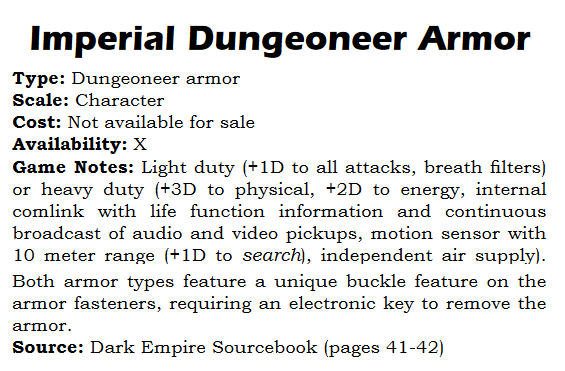 Imperial Dungeoneer Armor
Type: Dungeoneer armor
Scale: Character
Cost: Not available for sale
Availability: X
Game Notes: Light duty (+1D to all attacks, breath filters)
or heavy duty (+3D to physical, +2D to energy, internal
comlink with life function information and continuous
broadcast of audio and video pickups, motion sensor with
10 meter range (+1D to search), independent air supply).
Both armor types feature a unique buckle feature on the
armor fasteners, requiring an electronic key to remove the
armor.
Source: Dark Empire Sourcebook (pages 41-42)